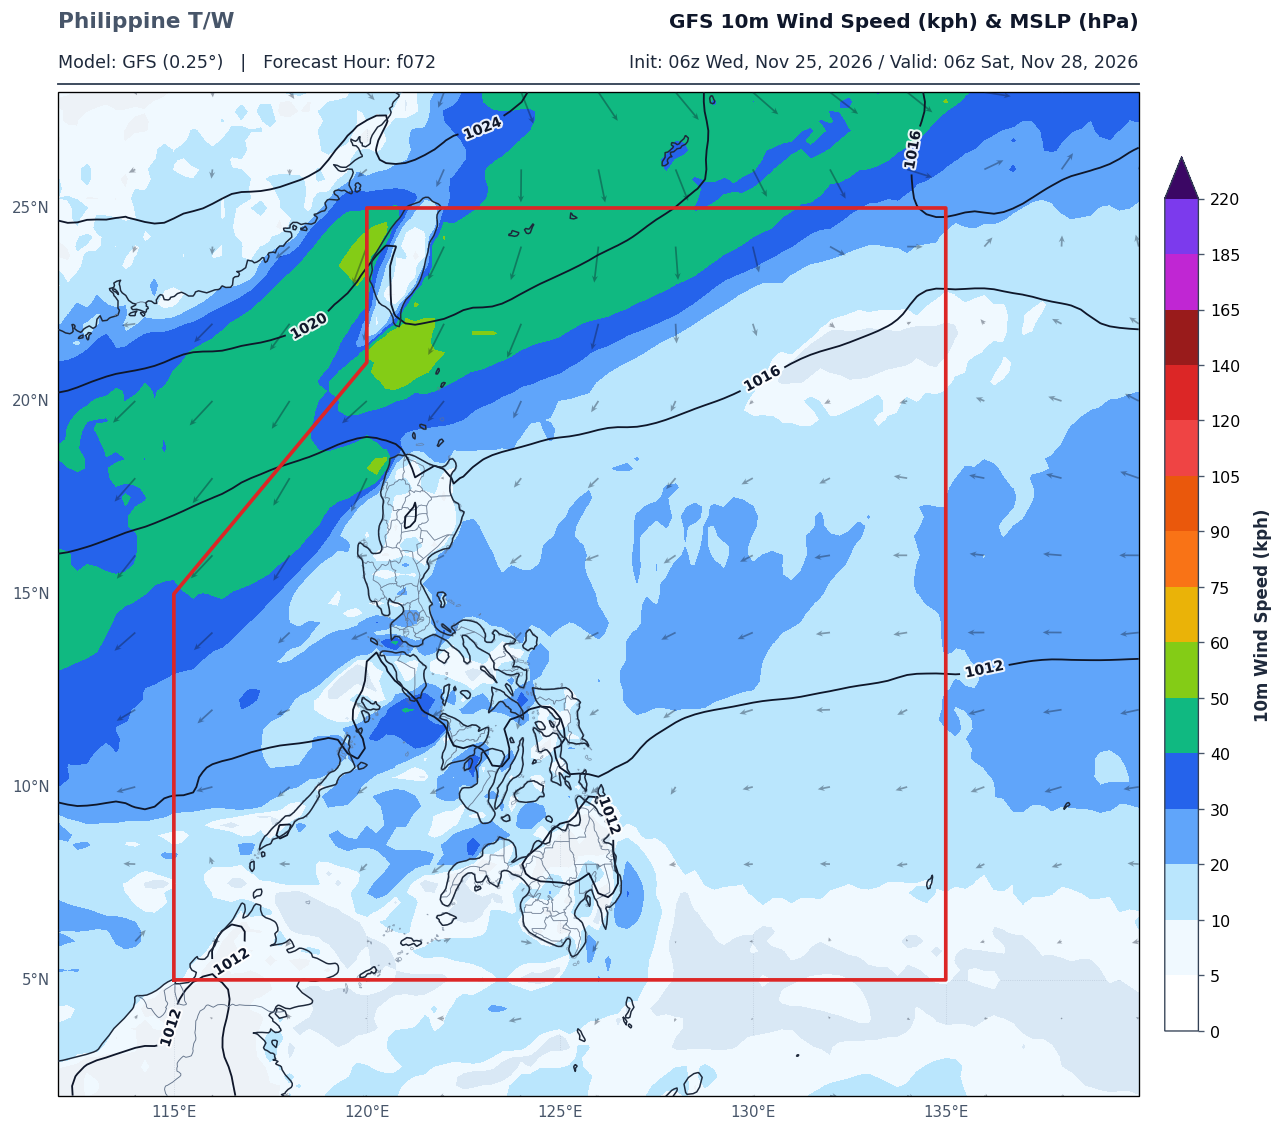 Philippine T/W
GFS 10m Wind Speed (kph) & MSLP (hPa)
Model: GFS (0.25°)   |   Forecast Hour: f072
Init: 06z Wed, Nov 25, 2026 / Valid: 06z Sat, Nov 28, 2026
1024
1016
1020
1016
1012
1012
1012
1012
25°N
20°N
15°N
10°N
5°N
115°E
120°E
125°E
130°E
135°E
220
185
165
140
120
105
90
75
60
50
40
30
20
10
5
0
10m Wind Speed (kph)